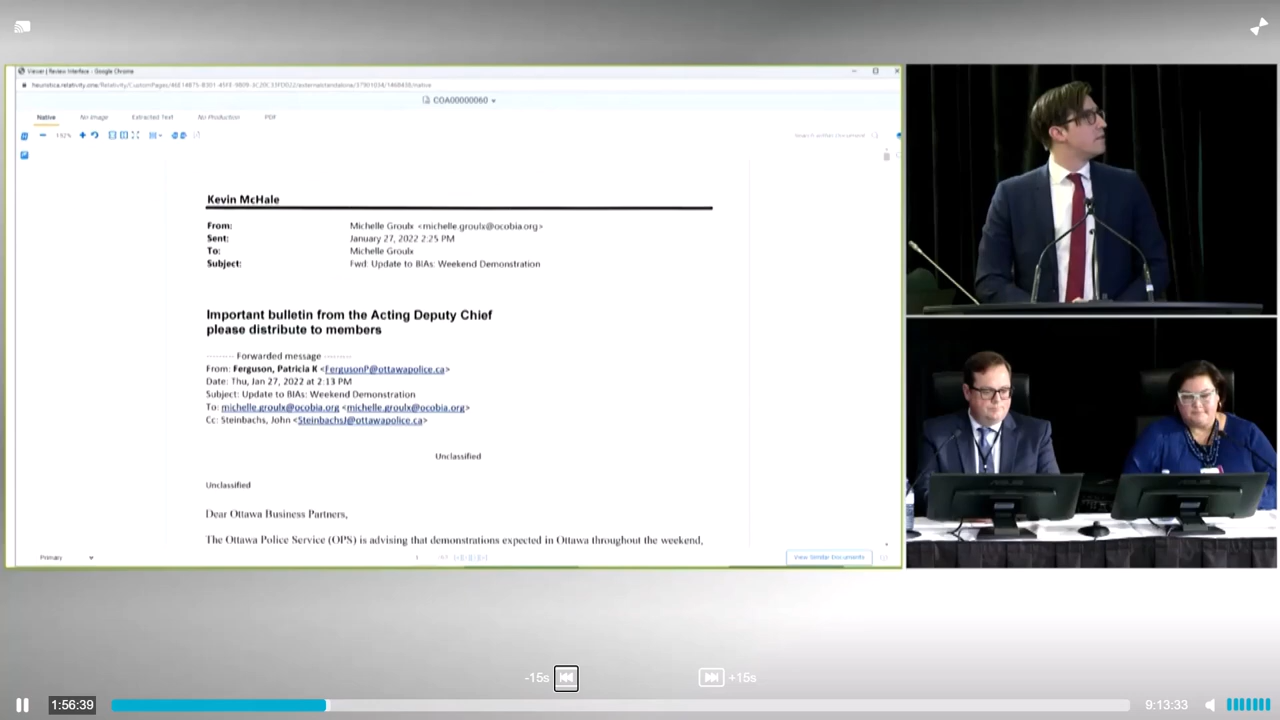 Viewer | Review Interface - Google Chrome
COA00000060
Native No Image Extracted Text No Production PDF
192%
Kevin McHale
From: Michelle Groulx <michelle.groulx@ocobia.org>
Sent: January 27, 2022 2:25 PM
To: Michelle Groulx
Subject: Fwd: Update to BIAs: Weekend Demonstration
Important bulletin from the Acting Deputy Chief
please distribute to members
--------- Forwarded message ---------
From: Ferguson, Patricia K <FergusonP@ottawapolice.ca>
Date: Thu, Jan 27, 2022 at 2:13 PM
Subject: Update to BIAs: Weekend Demonstration
To: michelle.groulx@ocobia.org <michelle.groulx@ocobia.org>
Cc: Steinbachs, John <SteinbachsJ@ottawapolice.ca>
Unclassified
Unclassified
Dear Ottawa Business Partners,
The Ottawa Police Service (OPS) is advising that demonstrations expected in Ottawa throughout the weekend,
Primary 1 View Similar Documents
-15s +15s
1:56:39 9:13:33